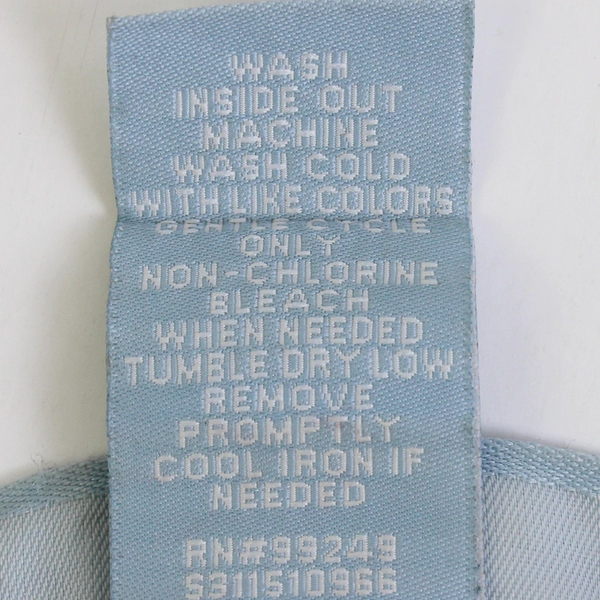 WASH
INSIDE OUT
MACHINE
WASH COLD
WITH LIKE COLORS
GENTLE CYCLE
ONLY
NON-CHLORINE
BLEACH
WHEN NEEDED
TUMBLE DRY LOW
REMOVE
PROMPTLY
COOL IRON IF
NEEDED
RN#99249
S311510966